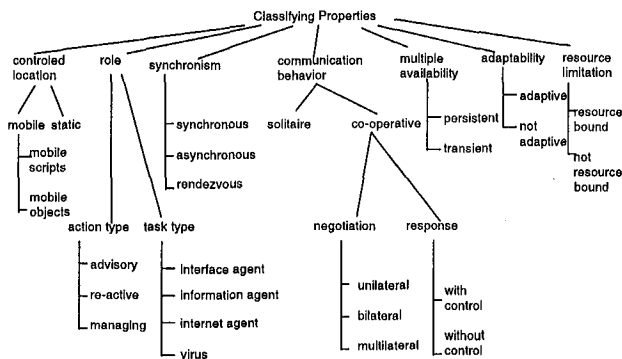 Classifying Properties
controled
location
role
synchronism
communication
behavior
multiple
availability
adaptability
resource
limitation
mobile static
mobile
scripts
mobile
objects
synchronous
asynchronous
rendezvous
solitaire
co-operative
persistent
transient
adaptive
not
adaptive
resource
bound
not
resource
bound
action type
task type
advisory
re-active
managing
Interface agent
Information agent
internet agent
virus
negotiation
response
unilateral
bilateral
multilateral
with
control
without
control